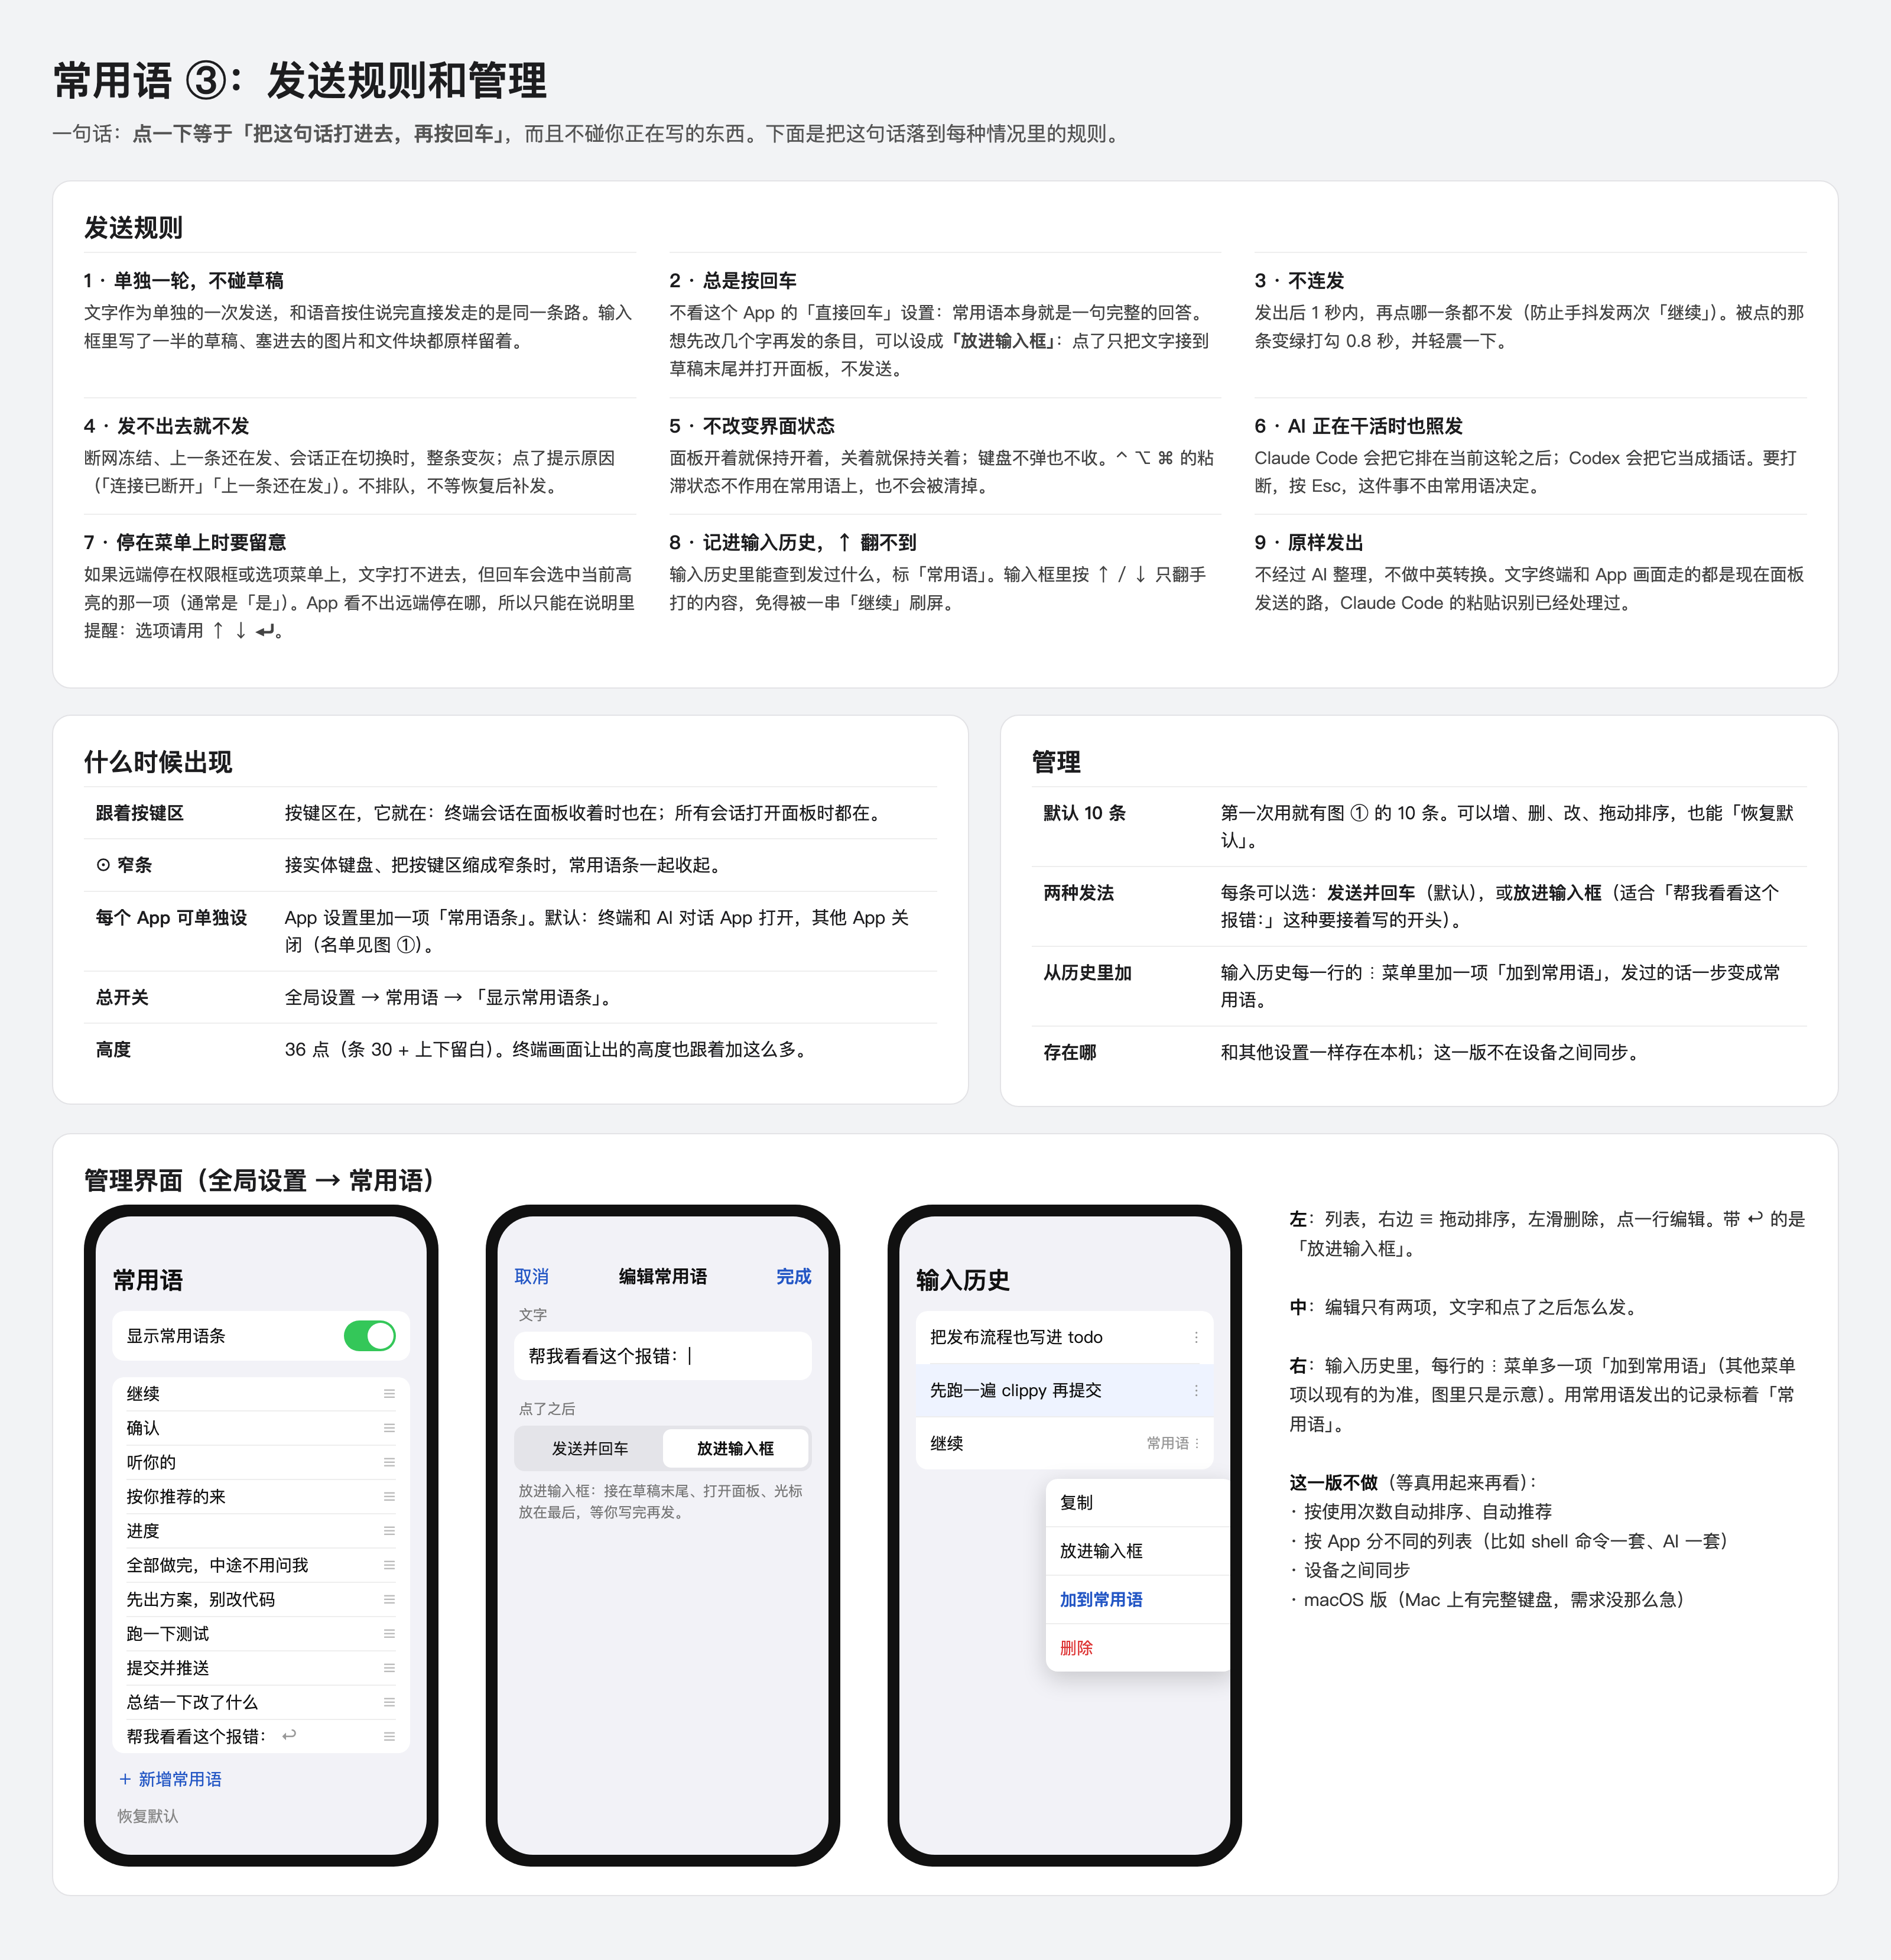 常用语 ③：发送规则和管理
一句话：点一下等于「把这句话打进去，再按回车」，而且不碰你正在写的东西。下面是把这句话落到每种情况里的规则。
发送规则
1 · 单独一轮，不碰草稿
文字作为单独的一次发送，和语音按住说完直接发走的是同一条路。输入
框里写了一半的草稿、塞进去的图片和文件块都原样留着。
2 · 总是按回车
不看这个 App 的「直接回车」设置：常用语本身就是一句完整的回答。
想先改几个字再发的条目，可以设成「放进输入框」：点了只把文字接到
草稿末尾并打开面板，不发送。
3 · 不连发
发出后 1 秒内，再点哪一条都不发（防止手抖发两次「继续」）。被点的那
条变绿打勾 0.8 秒，并轻震一下。
4 · 发不出去就不发
断网冻结、上一条还在发、会话正在切换时，整条变灰；点了提示原因
（「连接已断开」「上一条还在发」）。不排队，不等恢复后补发。
5 · 不改变界面状态
面板开着就保持开着，关着就保持关着；键盘不弹也不收。⌃ ⌥ ⌘ 的粘
滞状态不作用在常用语上，也不会被清掉。
6 · AI 正在干活时也照发
Claude Code 会把它排在当前这轮之后；Codex 会把它当成插话。要打
断，按 Esc，这件事不由常用语决定。
7 · 停在菜单上时要留意
如果远端停在权限框或选项菜单上，文字打不进去，但回车会选中当前高
亮的那一项（通常是「是」）。App 看不出远端停在哪，所以只能在说明里
提醒：选项请用 ↑ ↓ ↵。
8 · 记进输入历史，↑ 翻不到
输入历史里能查到发过什么，标「常用语」。输入框里按 ↑ / ↓ 只翻手
打的内容，免得被一串「继续」刷屏。
9 · 原样发出
不经过 AI 整理，不做中英转换。文字终端和 App 画面走的都是现在面板
发送的路，Claude Code 的粘贴识别已经处理过。
什么时候出现
跟着按键区 按键区在，它就在：终端会话在面板收着时也在；所有会话打开面板时都在。
⊙ 窄条 接实体键盘、把按键区缩成窄条时，常用语条一起收起。
每个 App 可单独设 App 设置里加一项「常用语条」。默认：终端和 AI 对话 App 打开，其他 App 关
闭（名单见图 ①）。
总开关 全局设置 → 常用语 → 「显示常用语条」。
高度 36 点（条 30 + 上下留白）。终端画面让出的高度也跟着加这么多。
管理
默认 10 条 第一次用就有图 ① 的 10 条。可以增、删、改、拖动排序，也能「恢复默
认」。
两种发法 每条可以选：发送并回车（默认），或放进输入框（适合「帮我看看这个
报错：」这种要接着写的开头）。
从历史里加 输入历史每一行的 ⋮ 菜单里加一项「加到常用语」，发过的话一步变成常
用语。
存在哪 和其他设置一样存在本机；这一版不在设备之间同步。
管理界面（全局设置 → 常用语）
常用语
显示常用语条
继续
确认
听你的
按你推荐的来
进度
全部做完，中途不用问我
先出方案，别改代码
跑一下测试
提交并推送
总结一下改了什么
帮我看看这个报错： ↩
＋ 新增常用语
恢复默认
取消 编辑常用语 完成
文字
帮我看看这个报错：
点了之后
发送并回车 放进输入框
放进输入框：接在草稿末尾、打开面板、光标
放在最后，等你写完再发。
输入历史
把发布流程也写进 todo ⋮
先跑一遍 clippy 再提交 ⋮
继续 常用语 ⋮
复制
放进输入框
加到常用语
删除
左：列表，右边 ≡ 拖动排序，左滑删除，点一行编辑。带 ↩ 的是
「放进输入框」。
中：编辑只有两项，文字和点了之后怎么发。
右：输入历史里，每行的 ⋮ 菜单多一项「加到常用语」（其他菜单
项以现有的为准，图里只是示意）。用常用语发出的记录标着「常
用语」。
这一版不做（等真用起来再看）：
· 按使用次数自动排序、自动推荐
· 按 App 分不同的列表（比如 shell 命令一套、AI 一套）
· 设备之间同步
· macOS 版（Mac 上有完整键盘，需求没那么急）